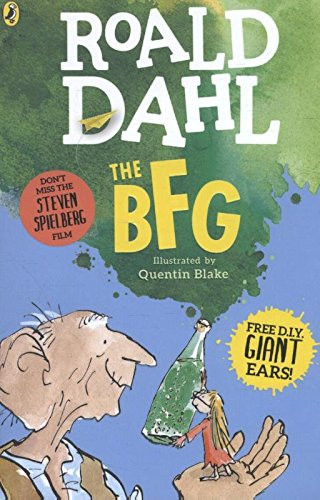 ROALD
DAHL
THE
BFG
DON'T
MISS THE
STEVEN
SPIELBERG
FILM
Illustrated by
Quentin Blake
FREE D.I.Y.
GIANT
EARS!